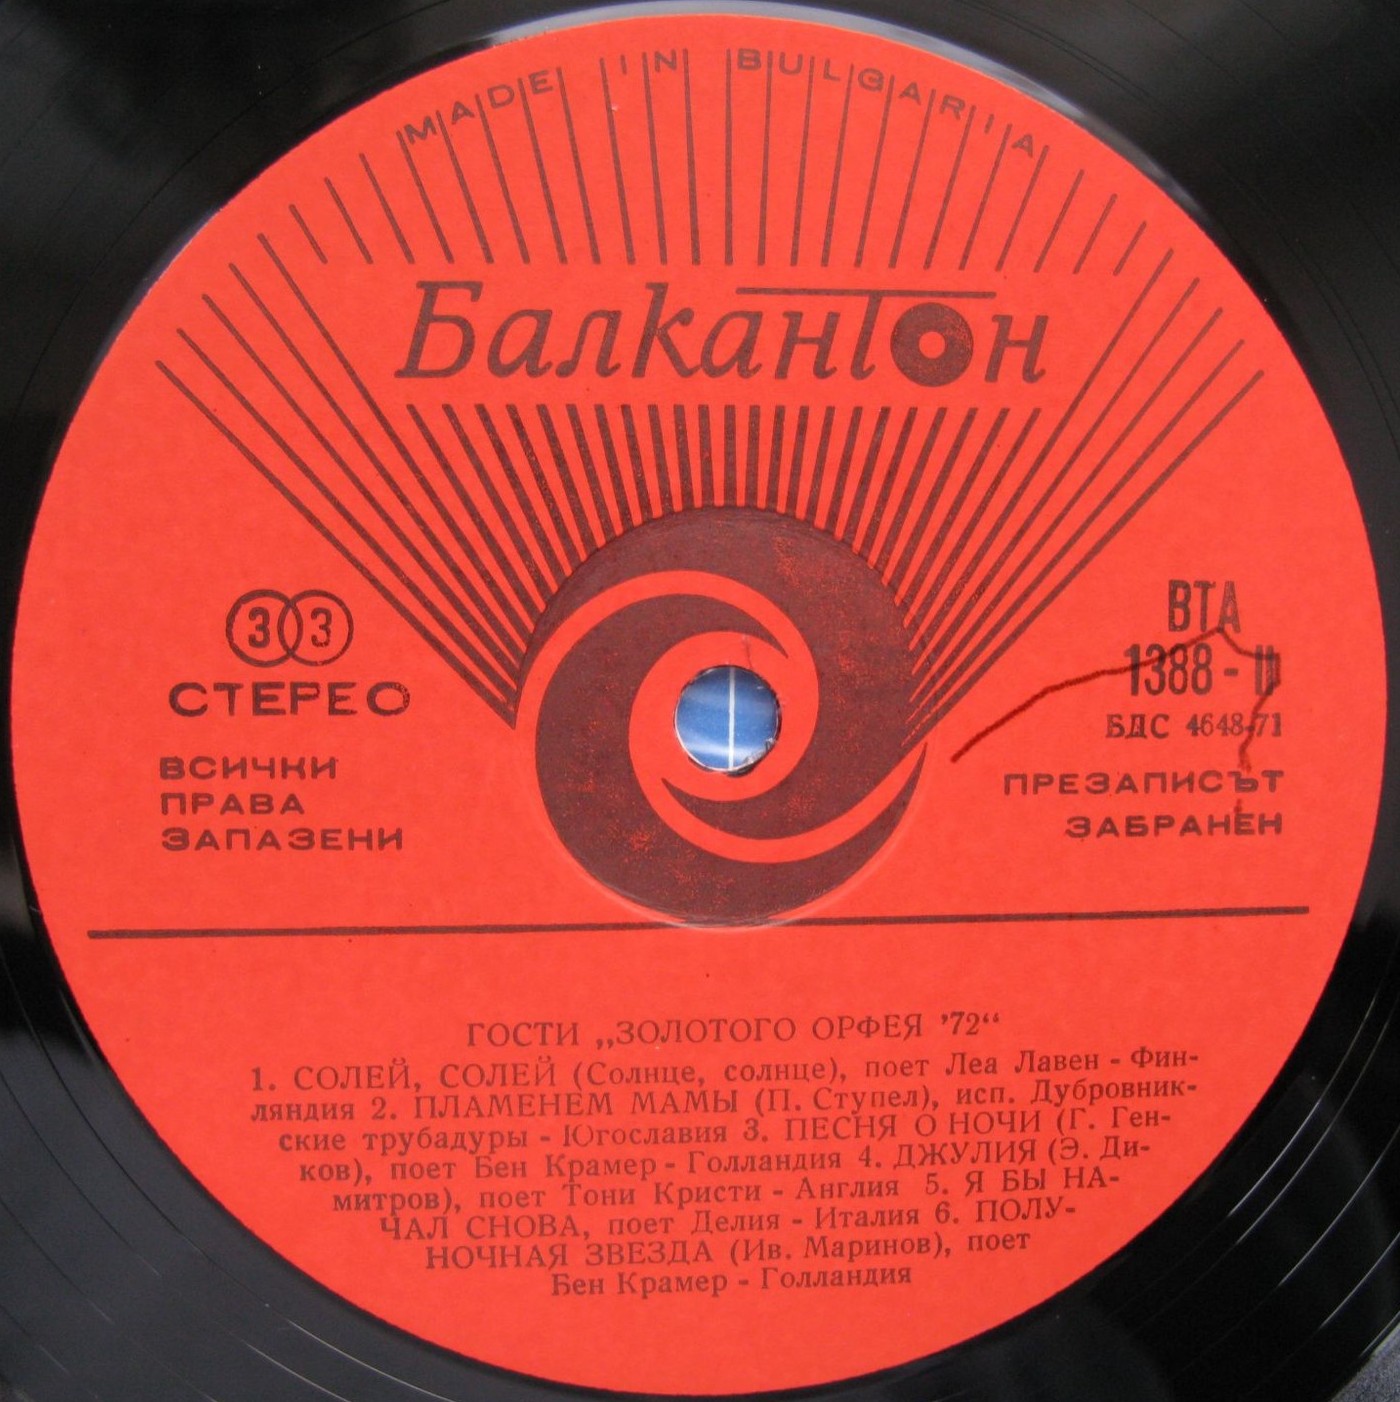 MADE IN BULGARIA
Балкантон
33
СТЕРЕО
ВСИЧКИ
ПРАВА
ЗАПАЗЕНИ
ВТА
1388 - II
БДС 4648-71
ПРЕЗАПИСЪТ
ЗАБРАНЕН
ГОСТИ „ЗОЛОТОГО ОРФЕЯ ’72“
1. СОЛЕЙ, СОЛЕЙ (Солнце, солнце), поет Леа Лавен - Фин-
ляндия 2. ПЛАМЕНЕМ МАМЫ (П. Ступел), исп. Дубровник-
ские трубадуры - Югославия 3. ПЕСНЯ О НОЧИ (Г. Ген-
ков), поет Бен Крамер - Голландия 4. ДЖУЛИЯ (Э. Ди-
митров), поет Тони Кристи - Англия 5. Я БЫ НА-
ЧАЛ СНОВА, поет Делия - Италия 6. ПОЛУ-
НОЧНАЯ ЗВЕЗДА (Ив. Маринов), поет
Бен Крамер - Голландия